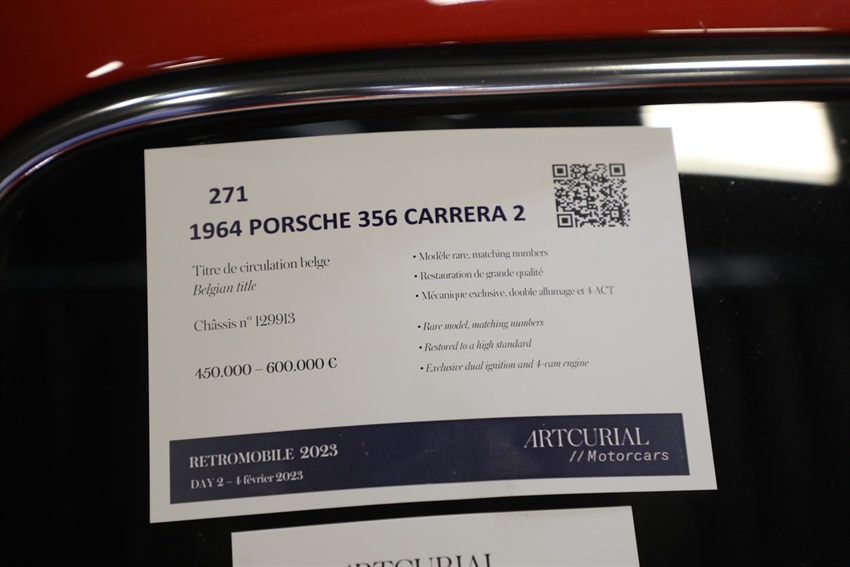 271
1964 PORSCHE 356 CARRERA 2
Titre de circulation belge
Belgian title
Châssis n° 129913
450.000 – 600.000 €
• Modèle rare, matching numbers
• Restauration de grande qualité
• Mécanique exclusive, double allumage et 4 ACT
• Rare model, matching numbers
• Restored to a high standard
• Exclusive dual ignition and 4-cam engine
RETROMOBILE 2023
DAY 2 – 4 février 2023
ARTCURIAL
// Motorcars
ARTCURIAL